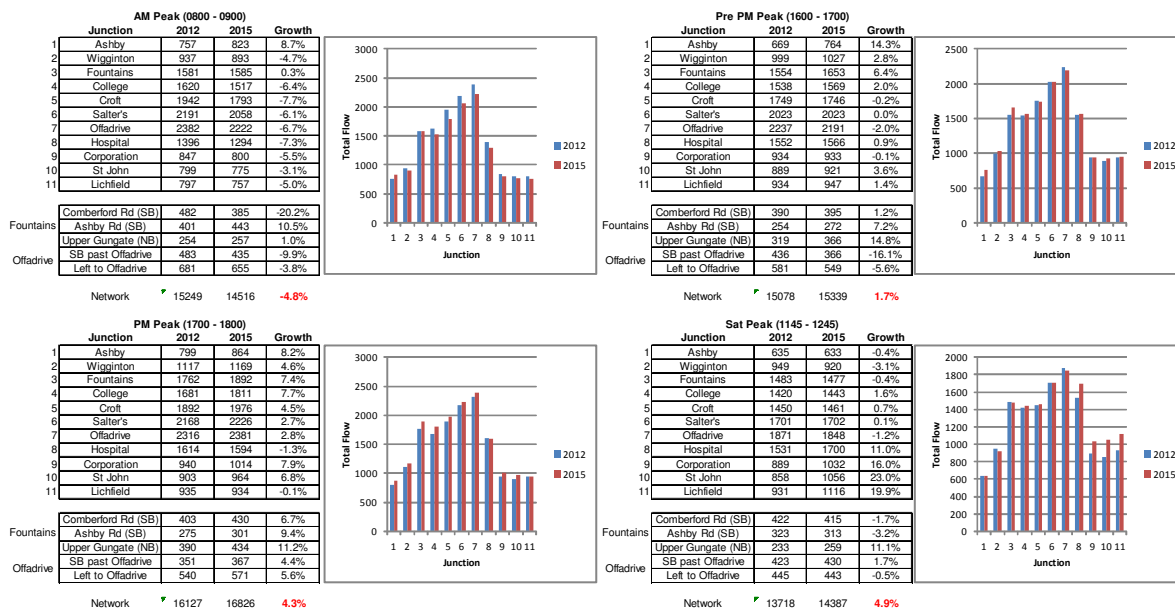 AM Peak (0800 - 0900)
Junction 2012 2015 Growth
1 Ashby 757 823 8.7%
2 Wigginton 937 893 -4.7%
3 Fountains 1581 1585 0.3%
4 College 1620 1517 -6.4%
5 Croft 1942 1793 -7.7%
6 Salter's 2191 2058 -6.1%
7 Offadrive 2382 2222 -6.7%
8 Hospital 1396 1294 -7.3%
9 Corporation 847 800 -5.5%
10 St John 799 775 -3.1%
11 Lichfield 797 757 -5.0%
Comberford Rd (SB) 482 385 -20.2%
Fountains Ashby Rd (SB) 401 443 10.5%
Upper Gungate (NB) 254 257 1.0%
Offadrive SB past Offadrive 483 435 -9.9%
Left to Offadrive 681 655 -3.8%
Network 15249 14516 -4.8%
3000
2500
2000
1500
1000
500
0
Total Flow
1 2 3 4 5 6 7 8 9 10 11
Junction
2012
2015
Pre PM Peak (1600 - 1700)
Junction 2012 2015 Growth
1 Ashby 669 764 14.3%
2 Wigginton 999 1027 2.8%
3 Fountains 1554 1653 6.4%
4 College 1538 1569 2.0%
5 Croft 1749 1746 -0.2%
6 Salter's 2023 2023 0.0%
7 Offadrive 2237 2191 -2.0%
8 Hospital 1552 1566 0.9%
9 Corporation 934 933 -0.1%
10 St John 889 921 3.6%
11 Lichfield 934 947 1.4%
Comberford Rd (SB) 390 395 1.2%
Fountains Ashby Rd (SB) 254 272 7.2%
Upper Gungate (NB) 319 366 14.8%
Offadrive SB past Offadrive 436 366 -16.1%
Left to Offadrive 581 549 -5.6%
Network 15078 15339 1.7%
2500
2000
1500
1000
500
0
Total Flow
1 2 3 4 5 6 7 8 9 10 11
Junction
2012
2015
PM Peak (1700 - 1800)
Junction 2012 2015 Growth
1 Ashby 799 864 8.2%
2 Wigginton 1117 1169 4.6%
3 Fountains 1762 1892 7.4%
4 College 1681 1811 7.7%
5 Croft 1892 1976 4.5%
6 Salter's 2168 2226 2.7%
7 Offadrive 2316 2381 2.8%
8 Hospital 1614 1594 -1.3%
9 Corporation 940 1014 7.9%
10 St John 903 964 6.8%
11 Lichfield 935 934 -0.1%
Comberford Rd (SB) 403 430 6.7%
Fountains Ashby Rd (SB) 275 301 9.4%
Upper Gungate (NB) 390 434 11.2%
Offadrive SB past Offadrive 351 367 4.4%
Left to Offadrive 540 571 5.6%
Network 16127 16826 4.3%
3000
2500
2000
1500
1000
500
0
Total Flow
1 2 3 4 5 6 7 8 9 10 11
Junction
2012
2015
Sat Peak (1145 - 1245)
Junction 2012 2015 Growth
1 Ashby 635 633 -0.4%
2 Wigginton 949 920 -3.1%
3 Fountains 1483 1477 -0.4%
4 College 1420 1443 1.6%
5 Croft 1450 1461 0.7%
6 Salter's 1701 1702 0.1%
7 Offadrive 1871 1848 -1.2%
8 Hospital 1531 1700 11.0%
9 Corporation 889 1032 16.0%
10 St John 858 1056 23.0%
11 Lichfield 931 1116 19.9%
Comberford Rd (SB) 422 415 -1.7%
Fountains Ashby Rd (SB) 323 313 -3.2%
Upper Gungate (NB) 233 259 11.1%
Offadrive SB past Offadrive 423 430 1.7%
Left to Offadrive 445 443 -0.5%
Network 13718 14387 4.9%
2000
1800
1600
1400
1200
1000
800
600
400
200
0
Total Flow
1 2 3 4 5 6 7 8 9 10 11
Junction
2012
2015